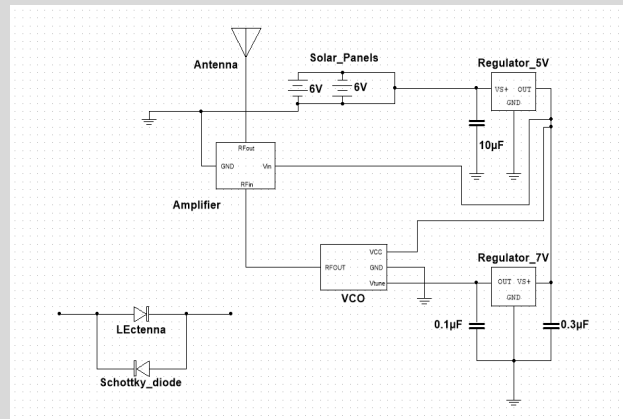 Antenna
Solar_Panels
6V
6V
Regulator_5V
VS+ OUT
GND
10µF
RFout
GND
Vin
RFin
Amplifier
VCC
RFOUT
GND
Vtune
VCO
Regulator_7V
OUT VS+
GND
0.1µF
0.3µF
LEctenna
Schottky_diode